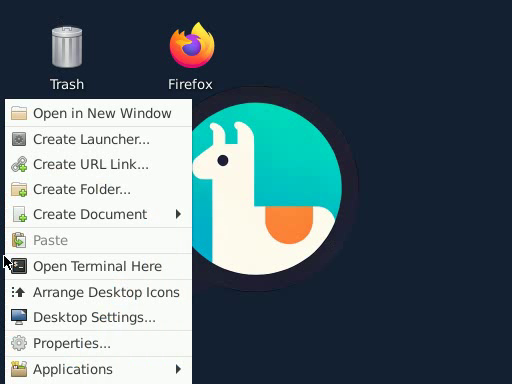 Trash
Firefox
Open in New Window
Create Launcher...
Create URL Link...
Create Folder...
Create Document
Paste
Open Terminal Here
Arrange Desktop Icons
Desktop Settings...
Properties...
Applications